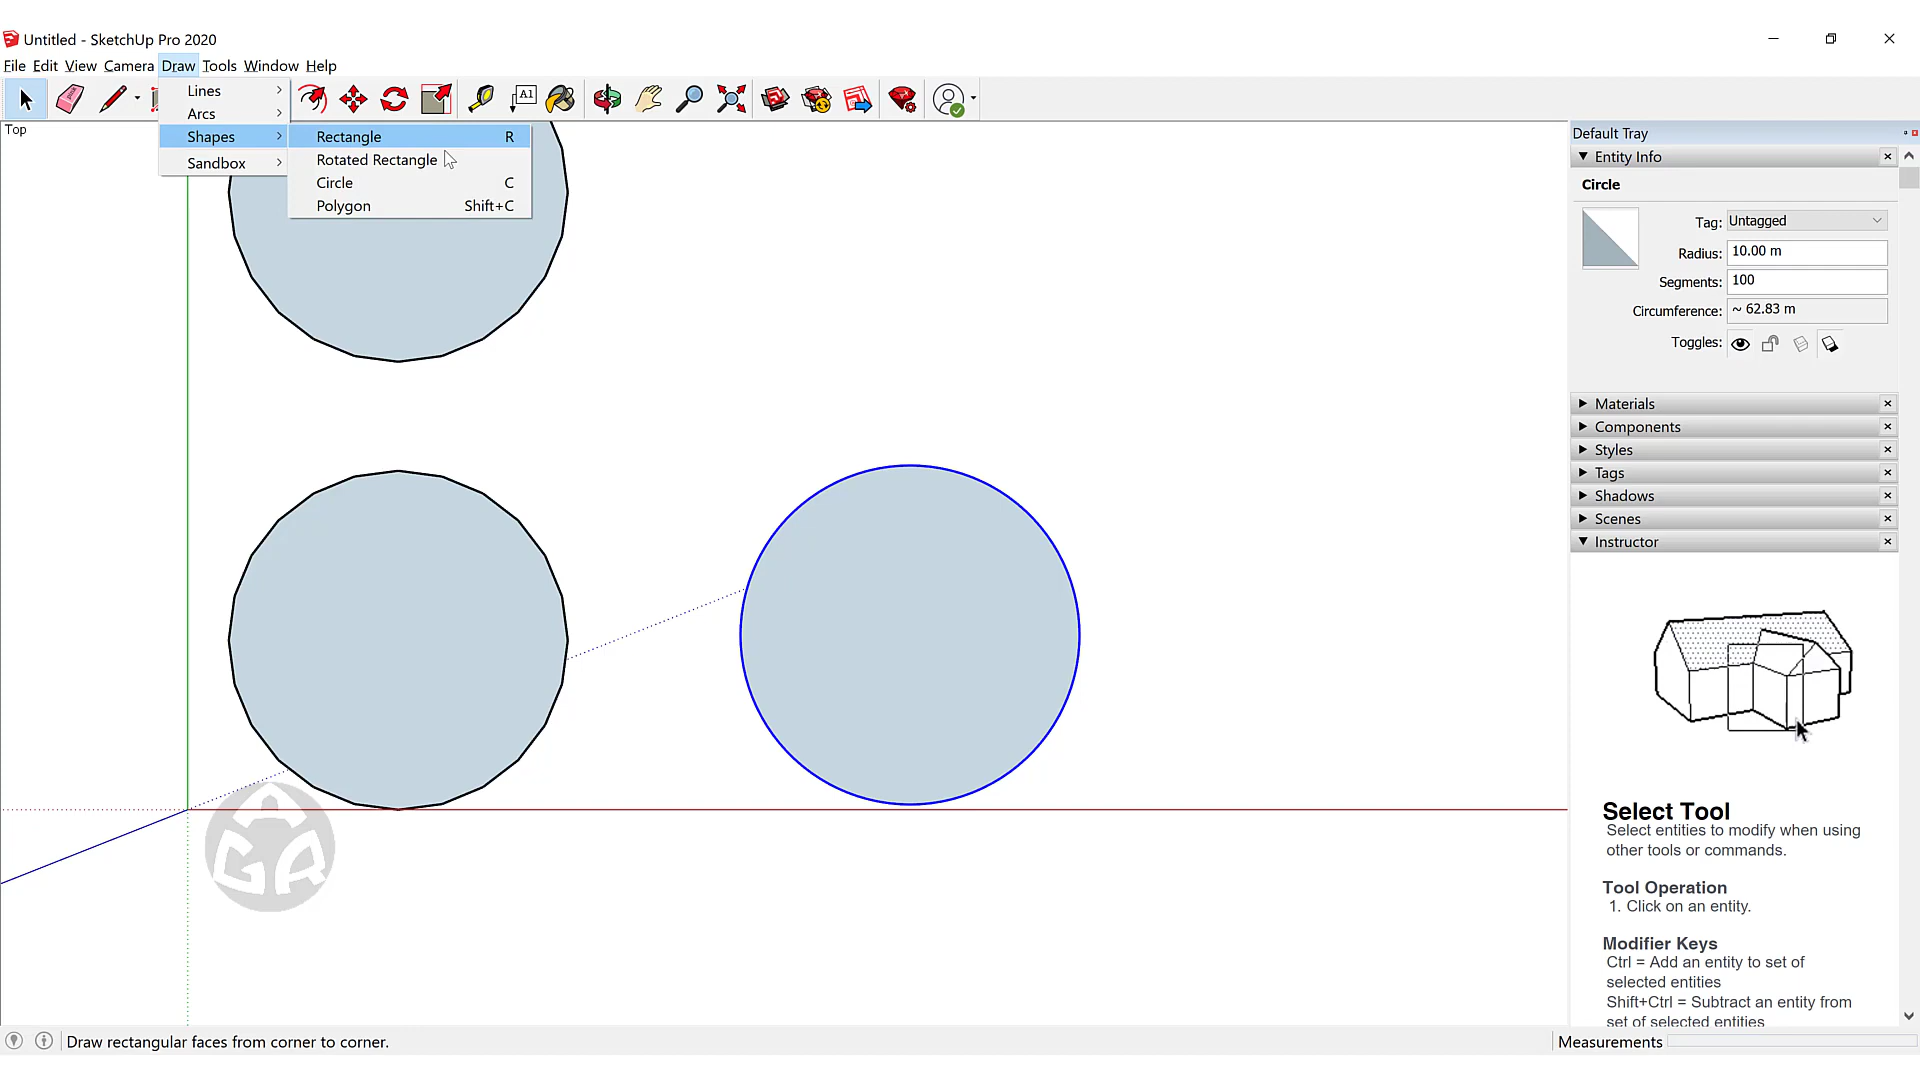 Untitled - SketchUp Pro 2020
File Edit View Camera Draw Tools Window Help
A1
Lines
Arcs
Shapes
Sandbox
Rectangle R
Rotated Rectangle
Circle C
Polygon Shift+C
Top
Default Tray
Entity Info
Circle
Tag: Untagged
Radius: 10.00 m
Segments: 100
Circumference: ~ 62.83 m
Toggles:
Materials
Components
Styles
Tags
Shadows
Scenes
Instructor
Select Tool
Select entities to modify when using
other tools or commands.
Tool Operation
1. Click on an entity.
Modifier Keys
Ctrl = Add an entity to set of
selected entities
Shift+Ctrl = Subtract an entity from
set of selected entities
Draw rectangular faces from corner to corner.
Measurements